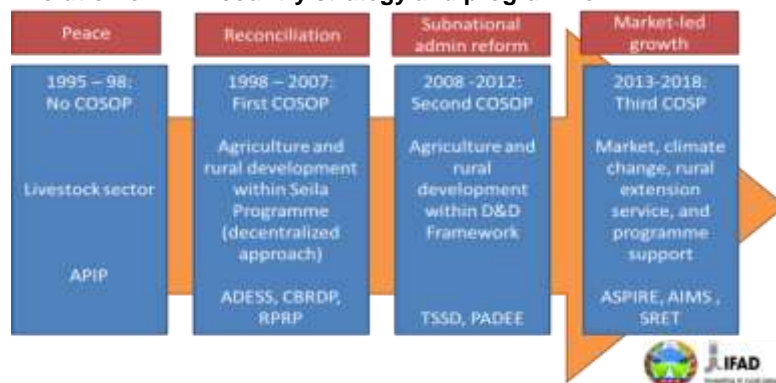 Peace
Reconciliation
Subnational
admin reform
Market-led
growth
1995 – 98:
No COSOP
Livestock sector
APIP
1998 – 2007:
First COSOP
Agriculture and
rural development
within Seila
Programme
(decentralized
approach)
ADESS, CBRDP,
RPRP
2008 -2012:
Second COSOP
Agriculture and
rural
development
within D&D
Framework
TSSD, PADEE
2013-2018:
Third COSP
Market, climate
change, rural
extension
service, and
programme
support
ASPIRE, AIMS ,
SRET
IFAD